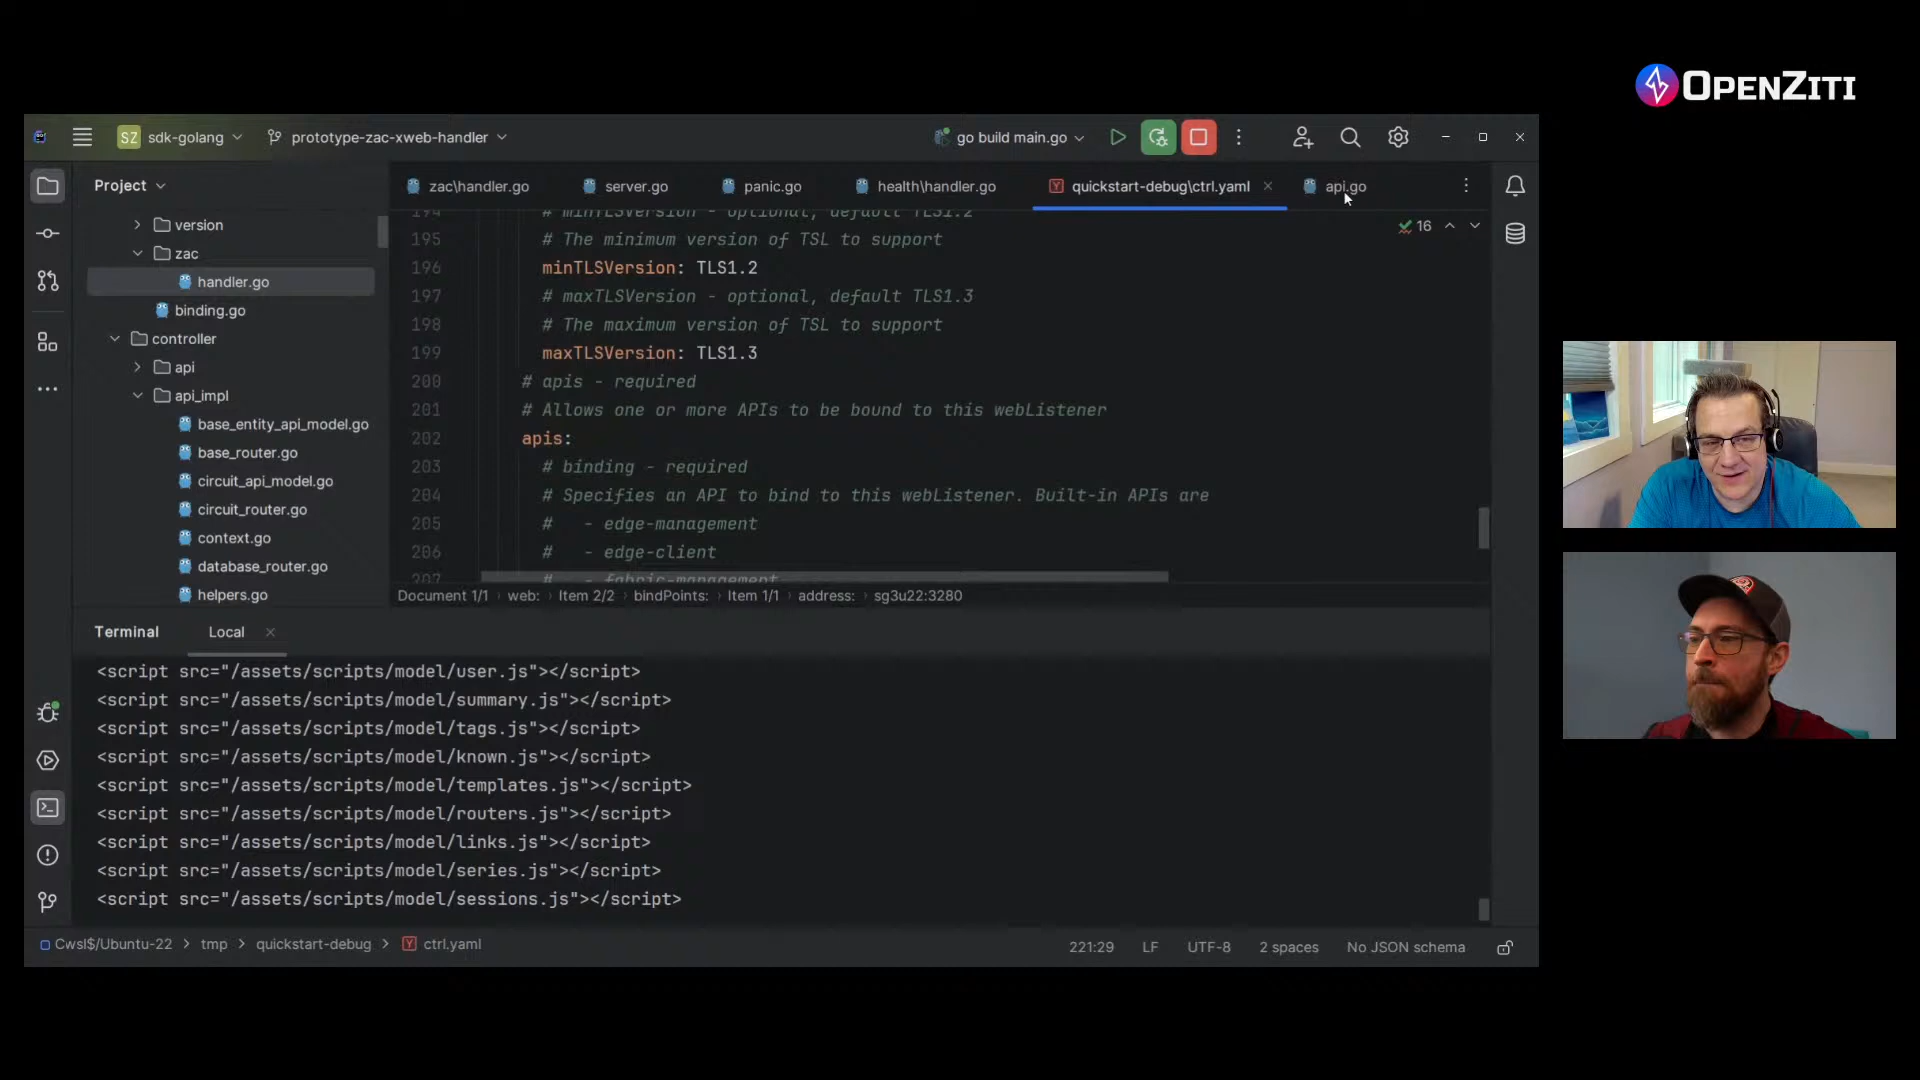 OPENZITI
SZ sdk-golang prototype-zac-xweb-handler go build main.go
Project
zac\handler.go server.go panic.go health\handler.go quickstart-debug\ctrl.yaml api.go
version
zac
handler.go
binding.go
controller
api
api_impl
base_entity_api_model.go
base_router.go
circuit_api_model.go
circuit_router.go
context.go
database_router.go
helpers.go
16
194 # minTLSVersion - optional, default TLS1.2
195 # The minimum version of TSL to support
196 minTLSVersion: TLS1.2
197 # maxTLSVersion - optional, default TLS1.3
198 # The maximum version of TSL to support
199 maxTLSVersion: TLS1.3
200 # apis - required
201 # Allows one or more APIs to be bound to this webListener
202 apis:
203 # binding - required
204 # Specifies an API to bind to this webListener. Built-in APIs are
205 # - edge-management
206 # - edge-client
207 # - fabric-management
Document 1/1 › web: › Item 2/2 › bindPoints: › Item 1/1 › address: › sg3u22:3280
Terminal Local
<script src="/assets/scripts/model/user.js"></script>
<script src="/assets/scripts/model/summary.js"></script>
<script src="/assets/scripts/model/tags.js"></script>
<script src="/assets/scripts/model/known.js"></script>
<script src="/assets/scripts/model/templates.js"></script>
<script src="/assets/scripts/model/routers.js"></script>
<script src="/assets/scripts/model/links.js"></script>
<script src="/assets/scripts/model/series.js"></script>
<script src="/assets/scripts/model/sessions.js"></script>
Cwsl$/Ubuntu-22 › tmp › quickstart-debug › ctrl.yaml 221:29 LF UTF-8 2 spaces No JSON schema